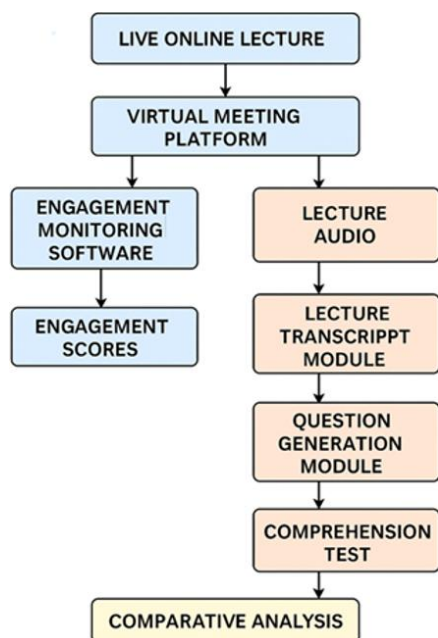 LIVE ONLINE LECTURE
VIRTUAL MEETING
PLATFORM
ENGAGEMENT
MONITORING
SOFTWARE
ENGAGEMENT
SCORES
LECTURE
AUDIO
LECTURE
TRANSCRIPPT
MODULE
QUESTION
GENERATION
MODULE
COMPREHENSION
TEST
COMPARATIVE ANALYSIS